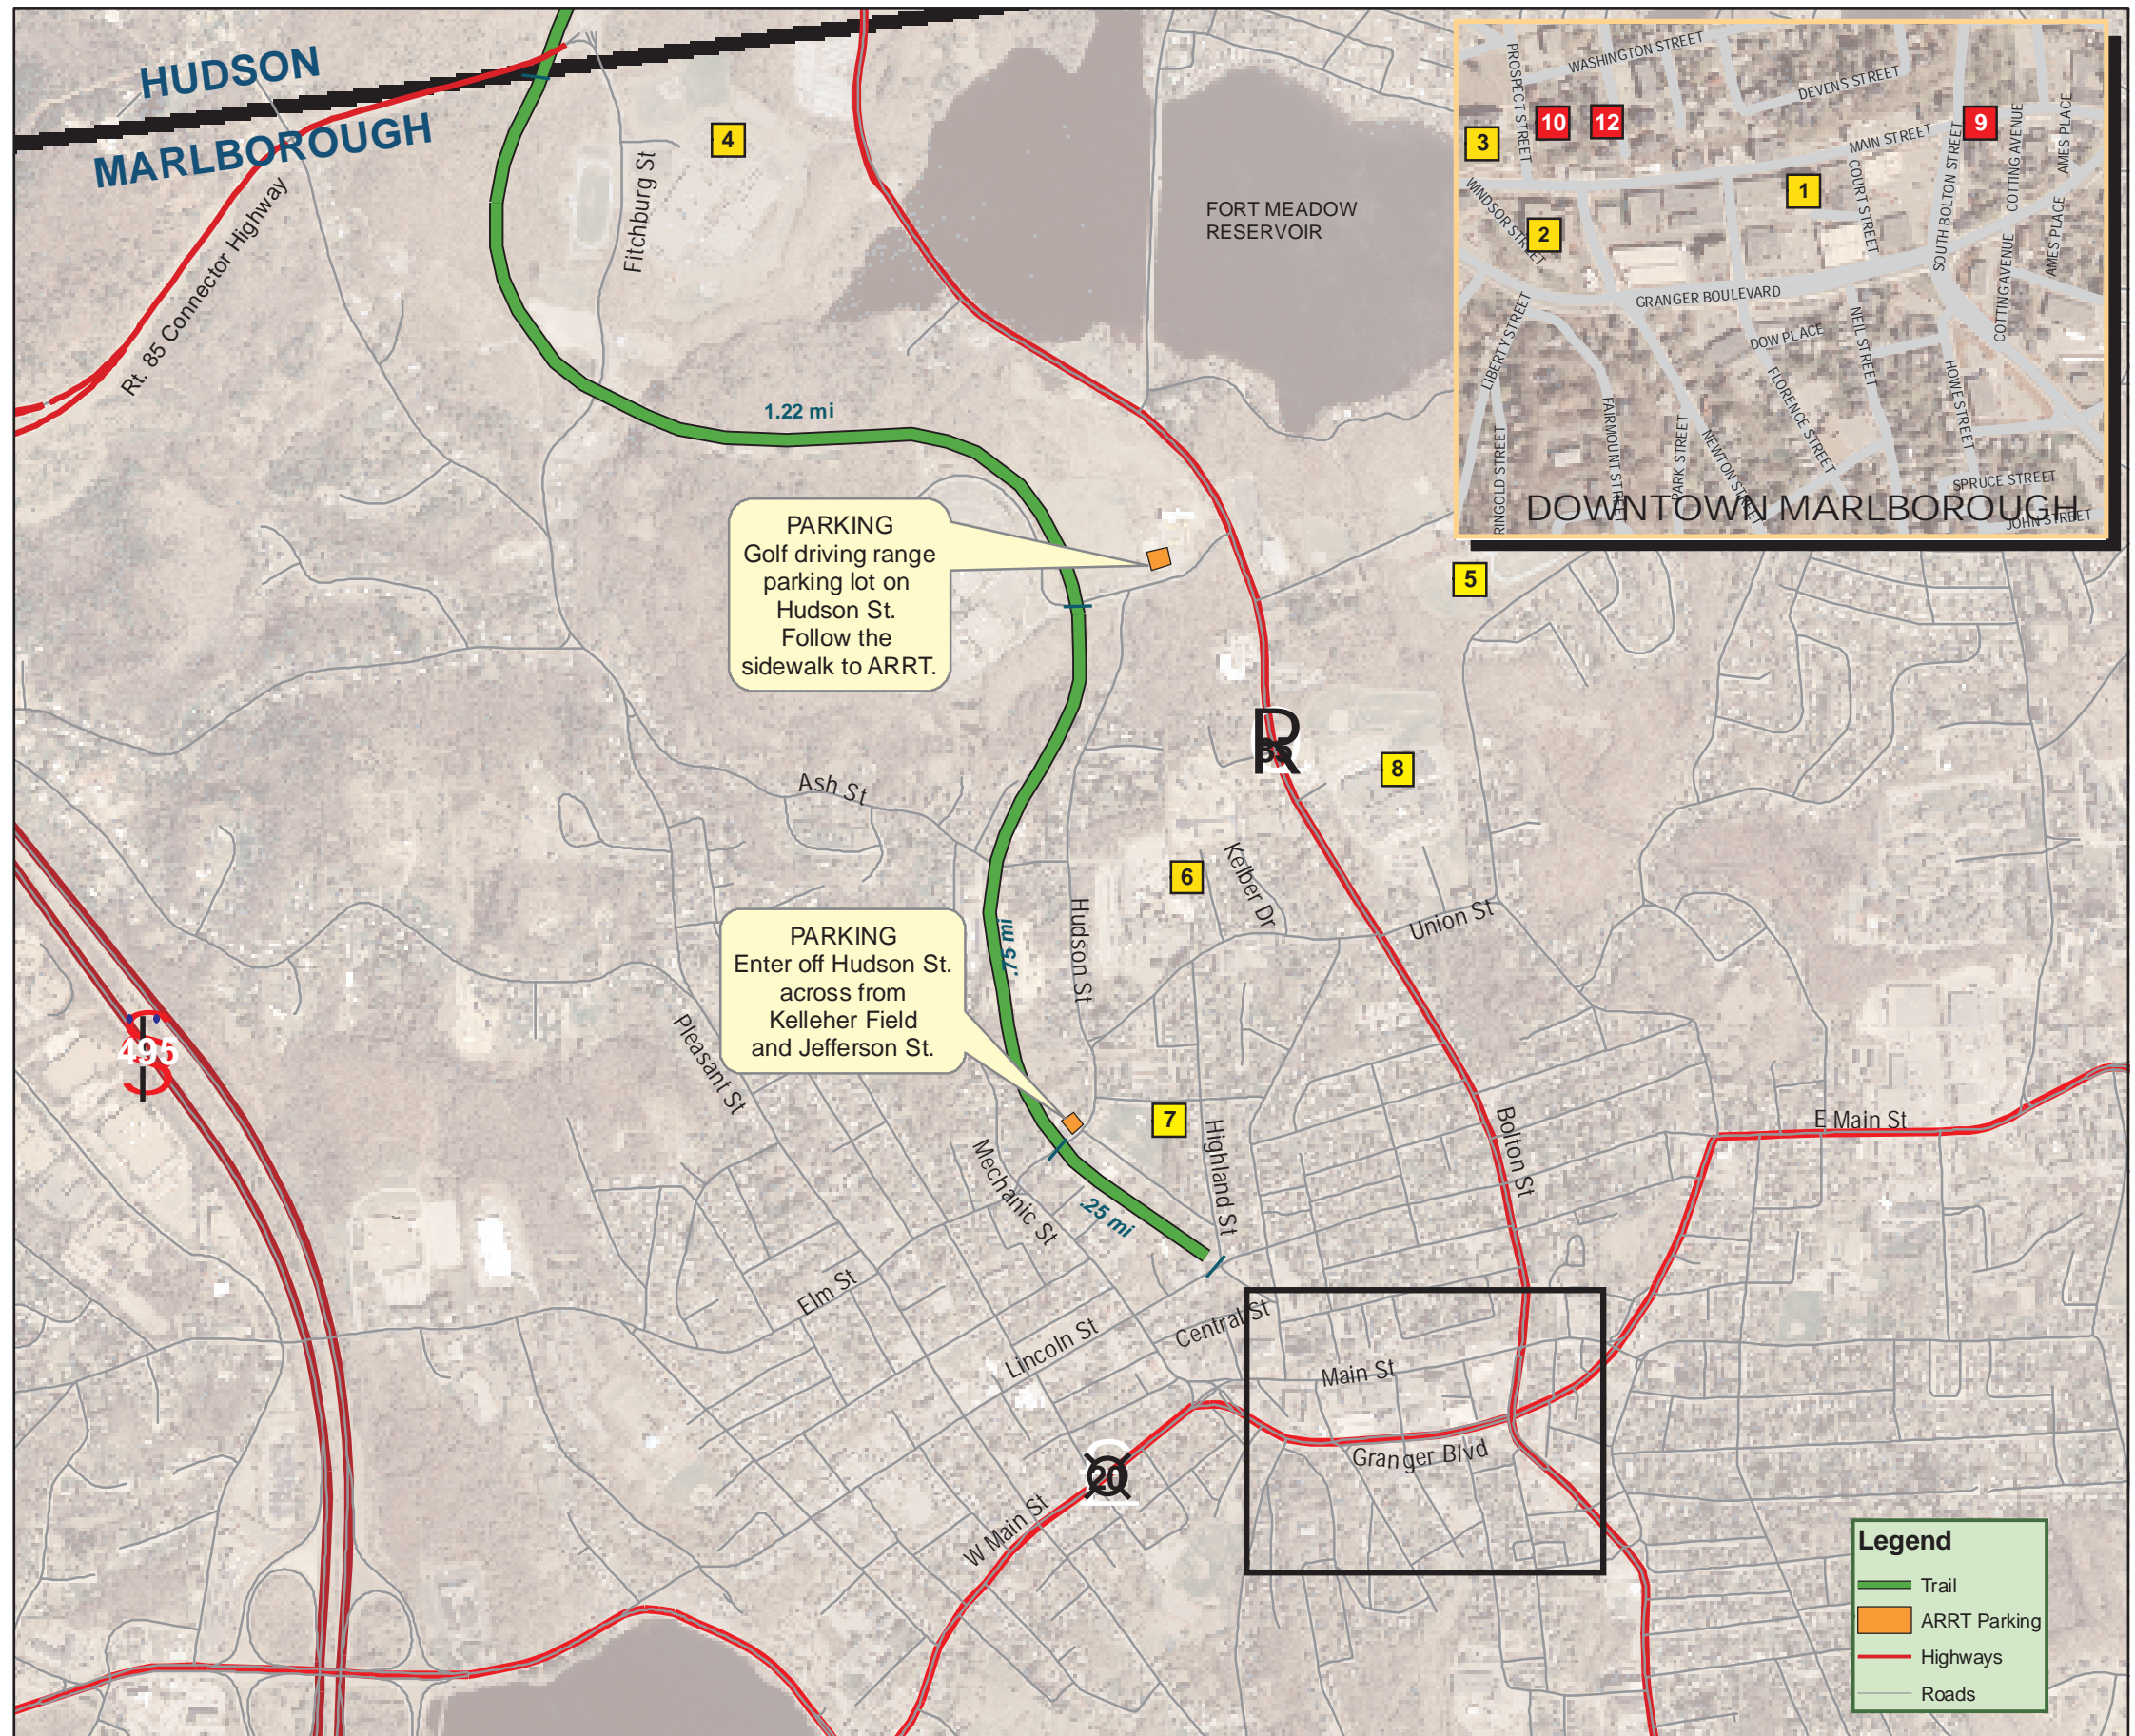 HUDSON
MARLBOROUGH
Rt. 85 Connector Highway
Fitchburg St
4
FORT MEADOW
RESERVOIR
1.22 mi
PARKING
Golf driving range
parking lot on
Hudson St.
Follow the
sidewalk to ARRT.
PROSPECT STREET
WASHINGTON STREET
DEVENS STREET
10
12
9
3
MAIN STREET
COTTING AVENUE
AMES PLACE
1
WINDSOR STREET
2
COURT STREET
SOUTH BOLTON STREET
AMES PLACE
COTTING AVENUE
GRANGER BOULEVARD
LIBERTY STREET
DOW PLACE
NEIL STREET
HOWE STREET
FLORENCE STREET
FAIRMOUNT STREET
PARK STREET
NEWTON STREET
RINGOLD STREET
SPRUCE STREET
JOHN STREET
DOWNTOWN MARLBOROUGH
5
R
85
8
Ash St
6
Kelber Dr
Union St
Hudson St
.75 mi
PARKING
Enter off Hudson St.
across from
Kelleher Field
and Jefferson St.
495
Pleasant St
7
Highland St
Bolton St
E Main St
Mechanic St
.25 mi
Elm St
Lincoln St
Central St
Main St
Granger Blvd
20
W Main St
Legend
Trail
ARRT Parking
Highways
Roads